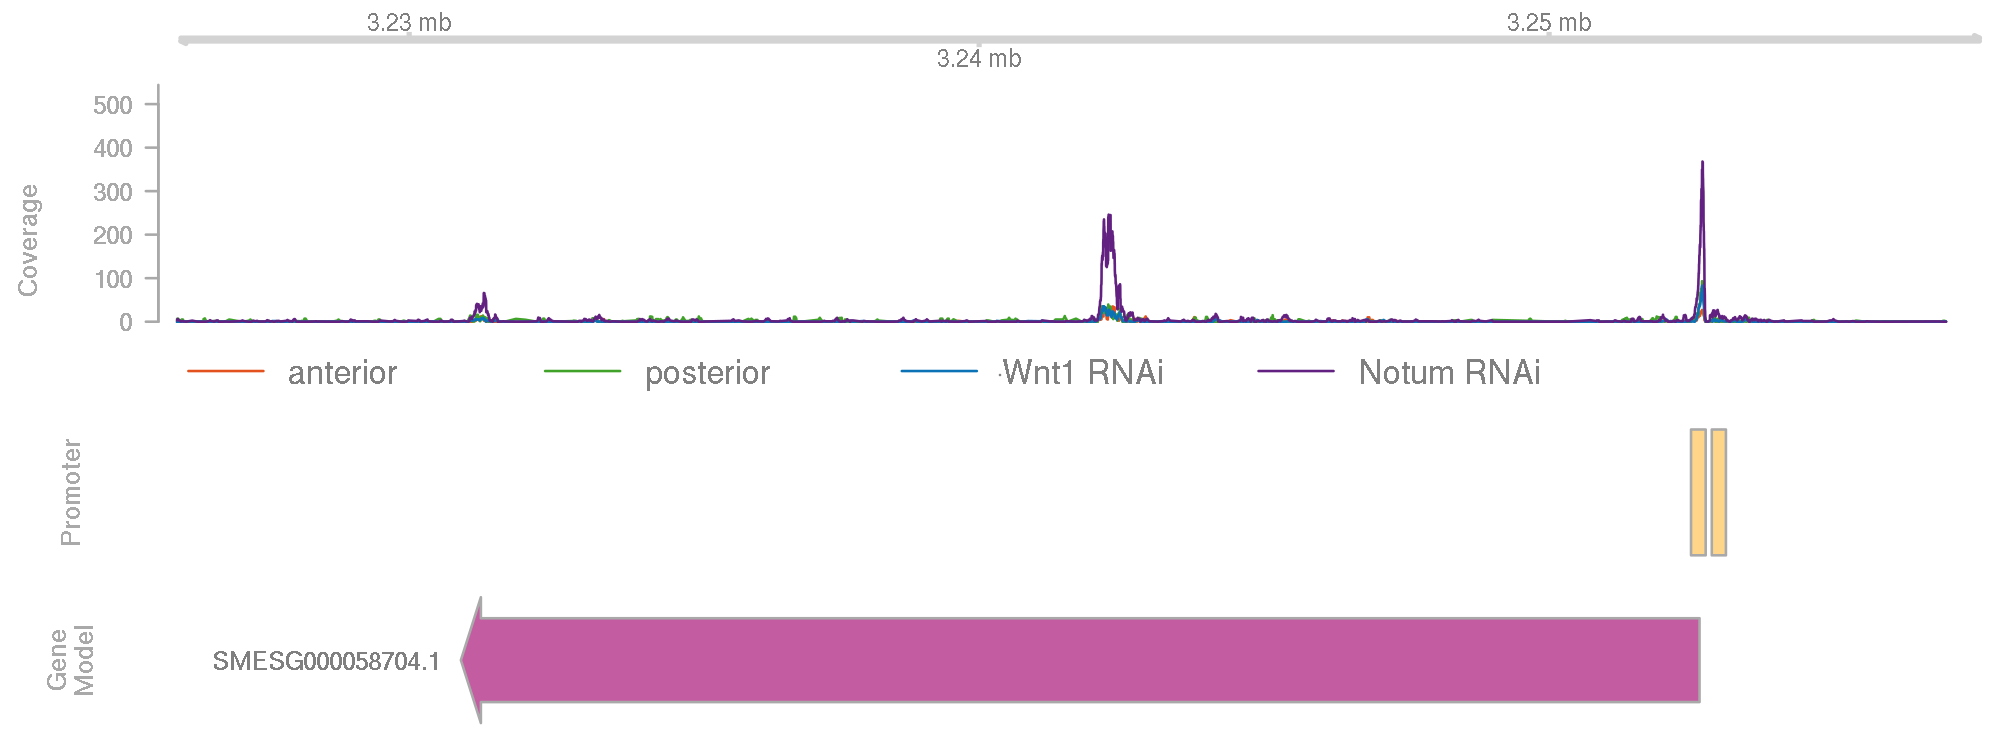 3.23 mb
3.25 mb
3.24 mb
500
400
300
200
100
0
Coverage
anterior posterior Wnt1 RNAi Notum RNAi
Promoter
Gene
Model
SMESG000058704.1